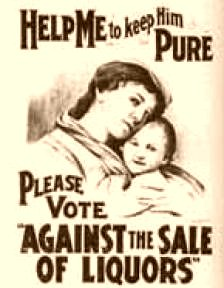 HELP ME to keep Him
PURE
PLEASE
VOTE
"AGAINST THE SALE
OF LIQUORS"